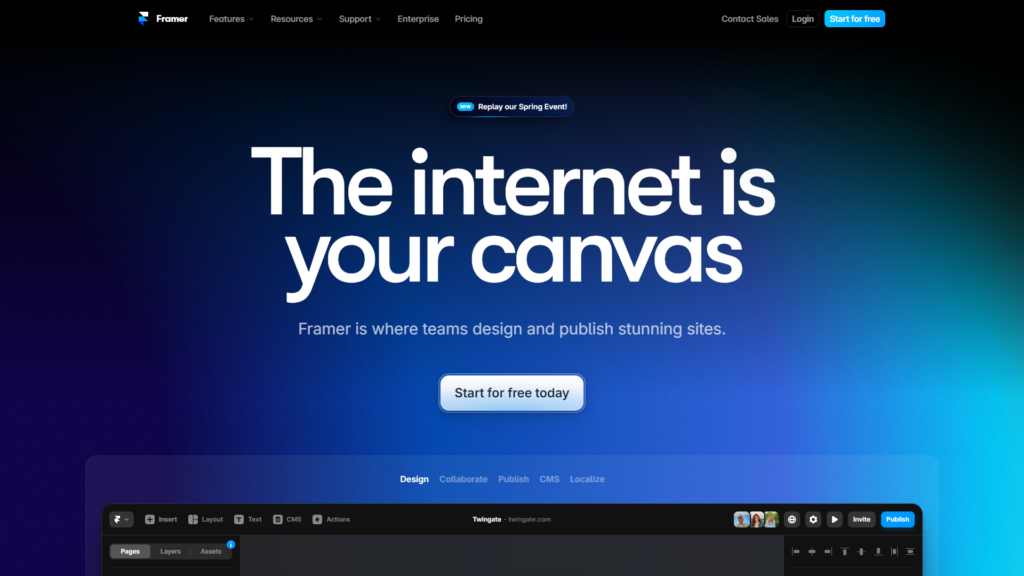 Framer Features Resources Support Enterprise Pricing Contact Sales Login Start for free
NEW Replay our Spring Event!
The internet is
your canvas
Framer is where teams design and publish stunning sites.
Start for free today
Design Collaborate Publish CMS Localize
Insert Layout T Text CMS Actions Twingate · twingate.com Invite Publish
Pages Layers Assets